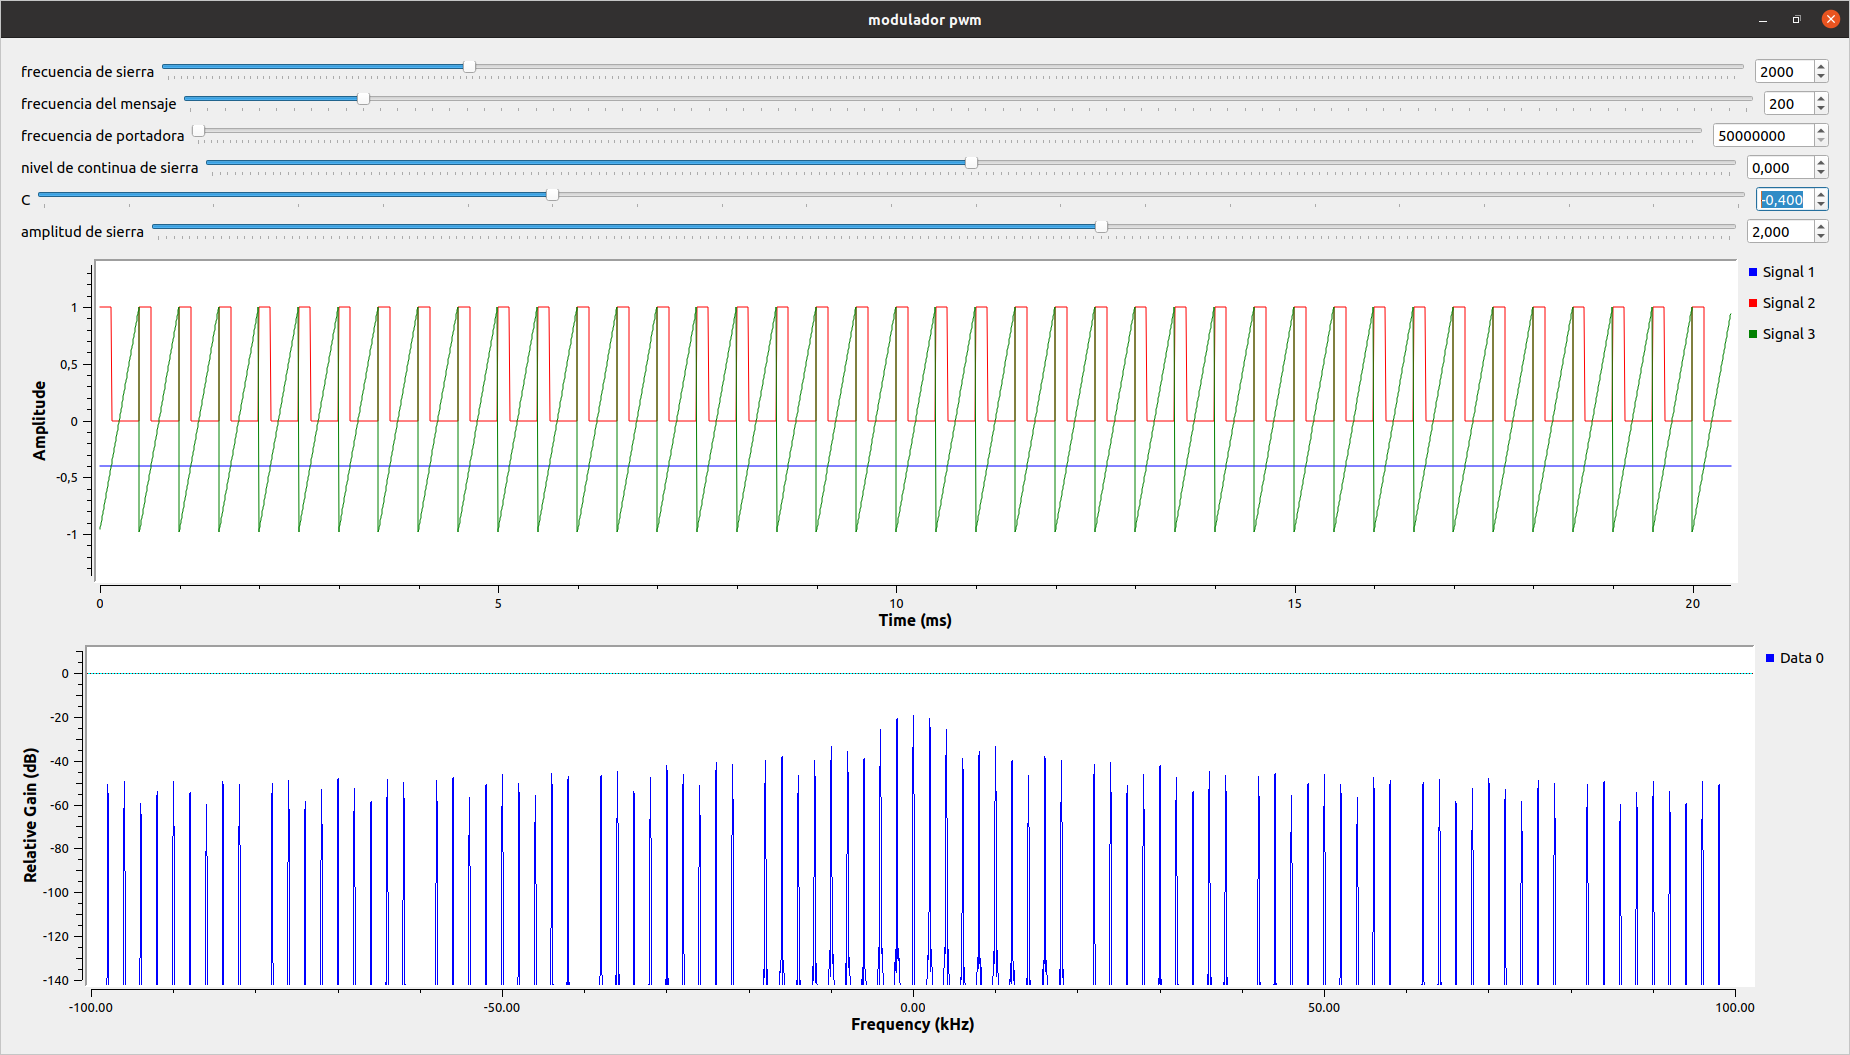 modulador pwm
frecuencia de sierra 2000
frecuencia del mensaje 200
frecuencia de portadora 50000000
nivel de continua de sierra 0,000
C -0,400
amplitud de sierra 2,000
Signal 1
Signal 2
Signal 3
Amplitude
1
0,5
0
-0,5
-1
0 5 10 15 20
Time (ms)
Data 0
Relative Gain (dB)
0
-20
-40
-60
-80
-100
-120
-140
-100.00 -50.00 0.00 50.00 100.00
Frequency (kHz)